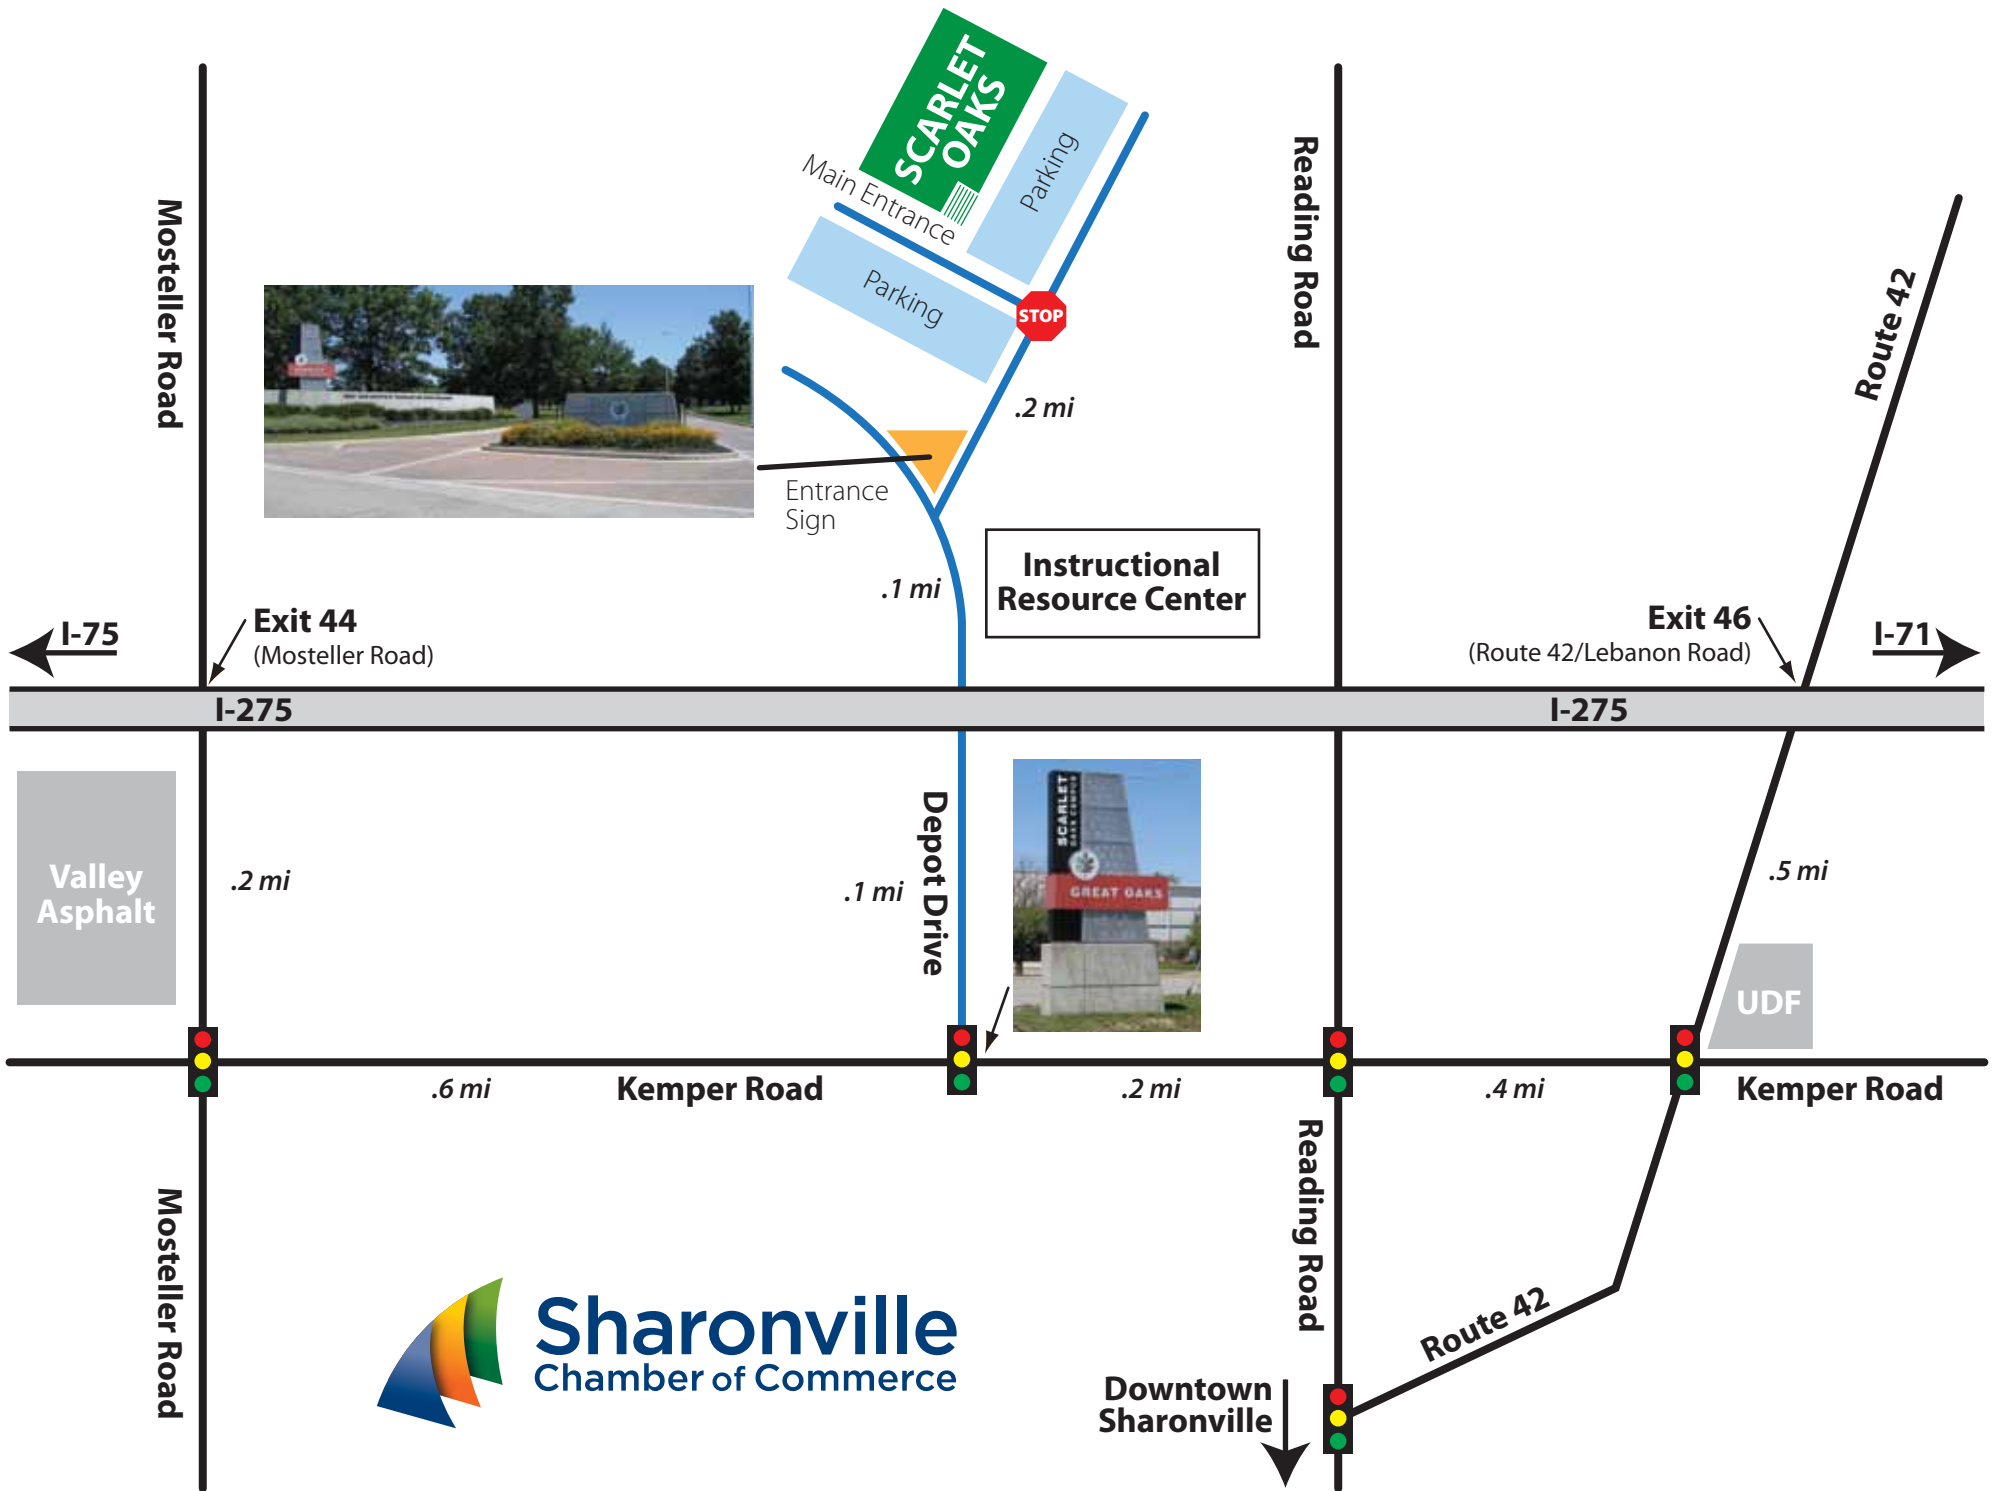 SCARLET
OAKS
Main Entrance
Parking
Parking
STOP
Mosteller Road
Reading Road
Route 42
.2 mi
Entrance
Sign
.1 mi
Instructional
Resource Center
I-75
Exit 44
(Mosteller Road)
Exit 46
(Route 42/Lebanon Road)
I-71
I-275
I-275
Valley
Asphalt
.2 mi
.1 mi
Depot Drive
SCARLET
OAKS CAMPUS
GREAT OAKS
.5 mi
UDF
.6 mi
Kemper Road
.2 mi
.4 mi
Kemper Road
Mosteller Road
Reading Road
Route 42
Sharonville
Chamber of Commerce
Downtown
Sharonville